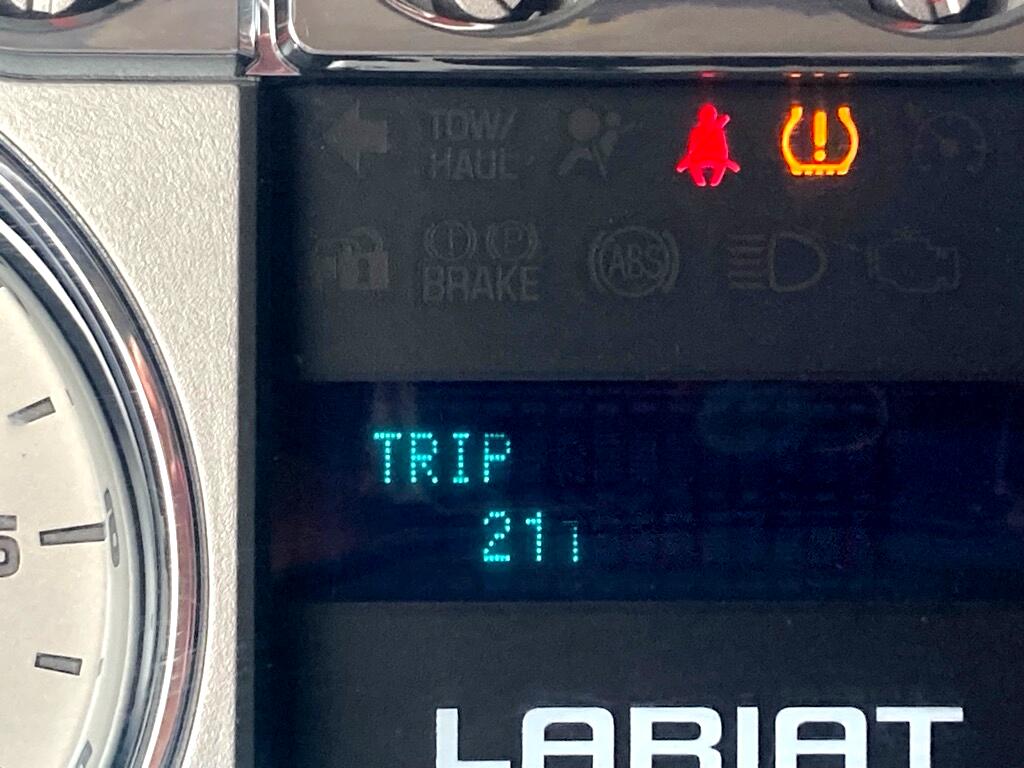 TOW/
HAUL
(!) (P)
BRAKE
ABS
TRIP
21
LARIAT